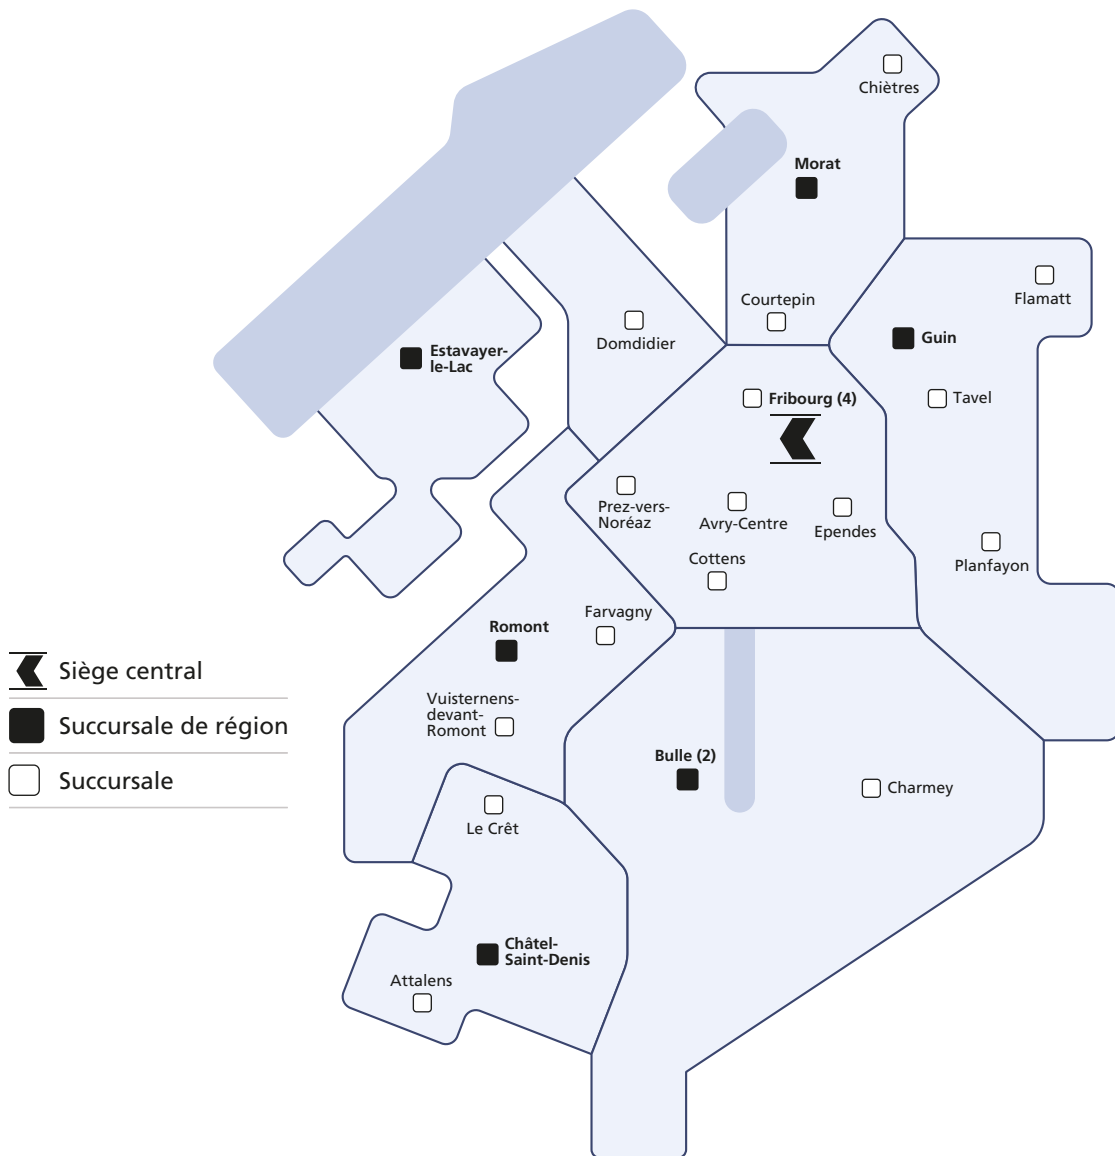 Chiètres
Morat
Flamatt
Courtepin
Guin
Domdidier
Estavayer-
le-Lac
Tavel
Fribourg (4)
Prez-vers-
Noréaz
Avry-Centre
Ependes
Planfayon
Cottens
Farvagny
Romont
Siège central
Vuisternens-
devant-
Romont
Succursale de région
Bulle (2)
Succursale
Charmey
Le Crêt
Châtel-
Saint-Denis
Attalens